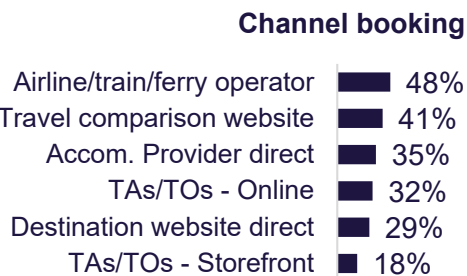 Channel booking
Airline/train/ferry operator 48%
Travel comparison website 41%
Accom. Provider direct 35%
TAs/TOs - Online 32%
Destination website direct 29%
TAs/TOs - Storefront 18%